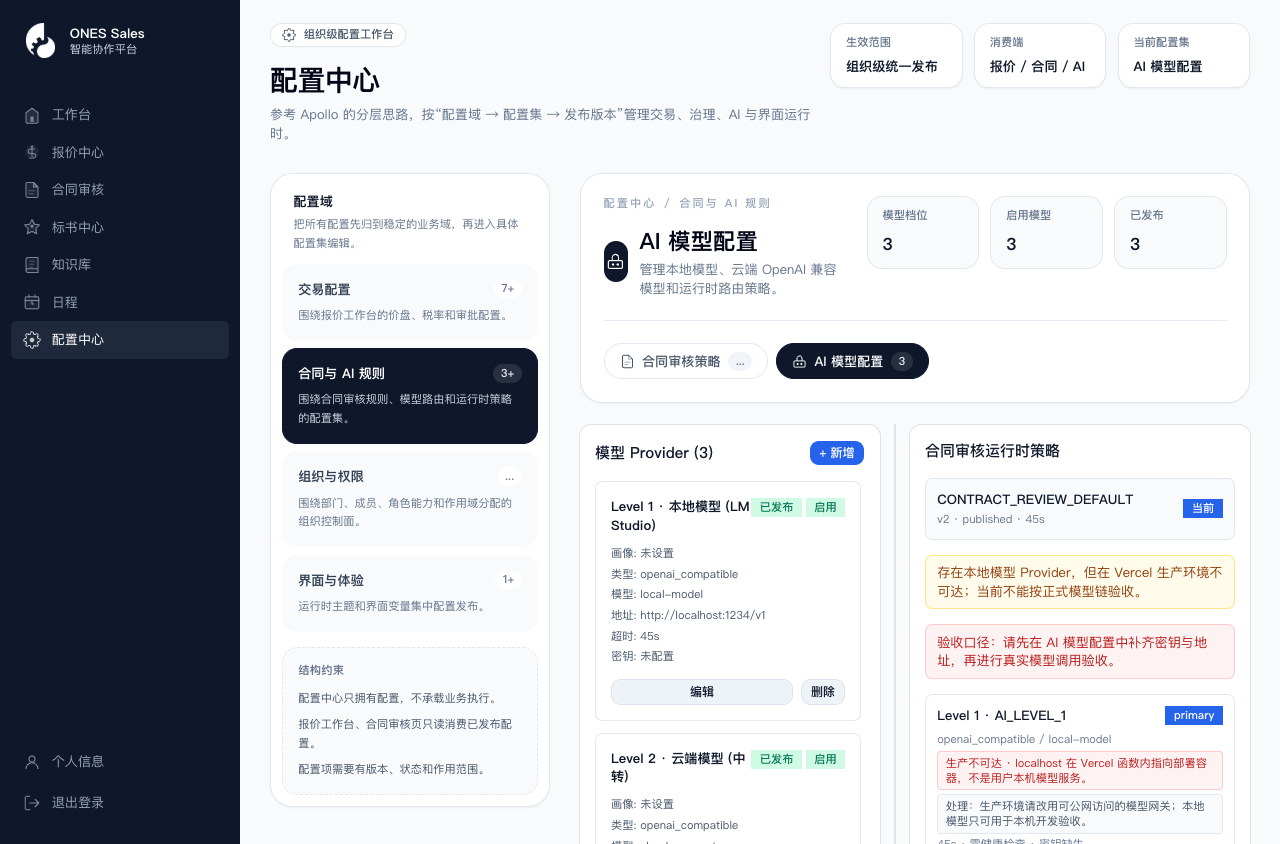 ONES Sales
智能协作平台
工作台
报价中心
合同审核
标书中心
知识库
日程
配置中心
个人信息
退出登录
组织级配置工作台
配置中心
参考 Apollo 的分层思路，按“配置域 → 配置集 → 发布版本”管理交易、治理、AI 与界面运行
时。
生效范围
组织级统一发布
消费端
报价 / 合同 / AI
当前配置集
AI 模型配置
配置域
把所有配置先归到稳定的业务域，再进入具体
配置集编辑。
交易配置
7+
围绕报价工作台的价盘、税率和审批配置。
合同与 AI 规则
3+
围绕合同审核规则、模型路由和运行时策略
的配置集。
组织与权限
...
围绕部门、成员、角色能力和作用域分配的
组织控制面。
界面与体验
1+
运行时主题和界面变量集中配置发布。
结构约束
配置中心只拥有配置，不承载业务执行。
报价工作台、合同审核页只读消费已发布配
置。
配置项需要有版本、状态和作用范围。
配置中心 / 合同与 AI 规则
AI 模型配置
管理本地模型、云端 OpenAI 兼容
模型和运行时路由策略。
模型档位
3
启用模型
3
已发布
3
合同审核策略 ...
AI 模型配置 3
模型 Provider (3)
+ 新增
Level 1 · 本地模型 (LM
Studio)
已发布
启用
画像: 未设置
类型: openai_compatible
模型: local-model
地址: http://localhost:1234/v1
超时: 45s
密钥: 未配置
编辑
删除
Level 2 · 云端模型 (中
转)
已发布
启用
画像: 未设置
类型: openai_compatible
合同审核运行时策略
CONTRACT_REVIEW_DEFAULT
v2 · published · 45s
当前
存在本地模型 Provider，但在 Vercel 生产环境不
可达；当前不能按正式模型链验收。
验收口径：请先在 AI 模型配置中补齐密钥与地
址，再进行真实模型调用验收。
Level 1 · AI_LEVEL_1
primary
openai_compatible / local-model
生产不可达 · localhost 在 Vercel 函数内指向部署容
器，不是用户本机模型服务。
处理：生产环境请改用可公网访问的模型网关；本地
模型只可用于本机开发验收。